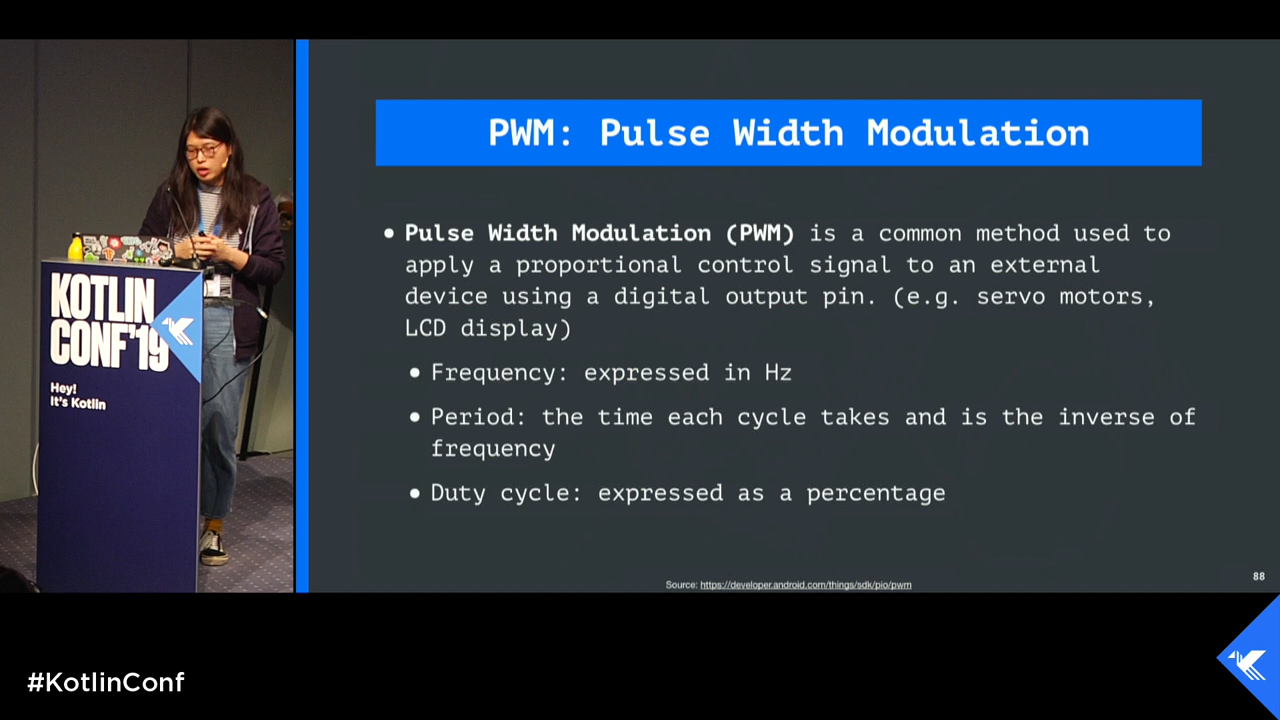 PWM: Pulse Width Modulation
• Pulse Width Modulation (PWM) is a common method used to
apply a proportional control signal to an external
device using a digital output pin. (e.g. servo motors,
LCD display)
• Frequency: expressed in Hz
• Period: the time each cycle takes and is the inverse of
frequency
• Duty cycle: expressed as a percentage
Source: https://developer.android.com/things/sdk/pio/pwm
88
KOTLIN
CONF'19
Hey!
It's Kotlin
#KotlinConf